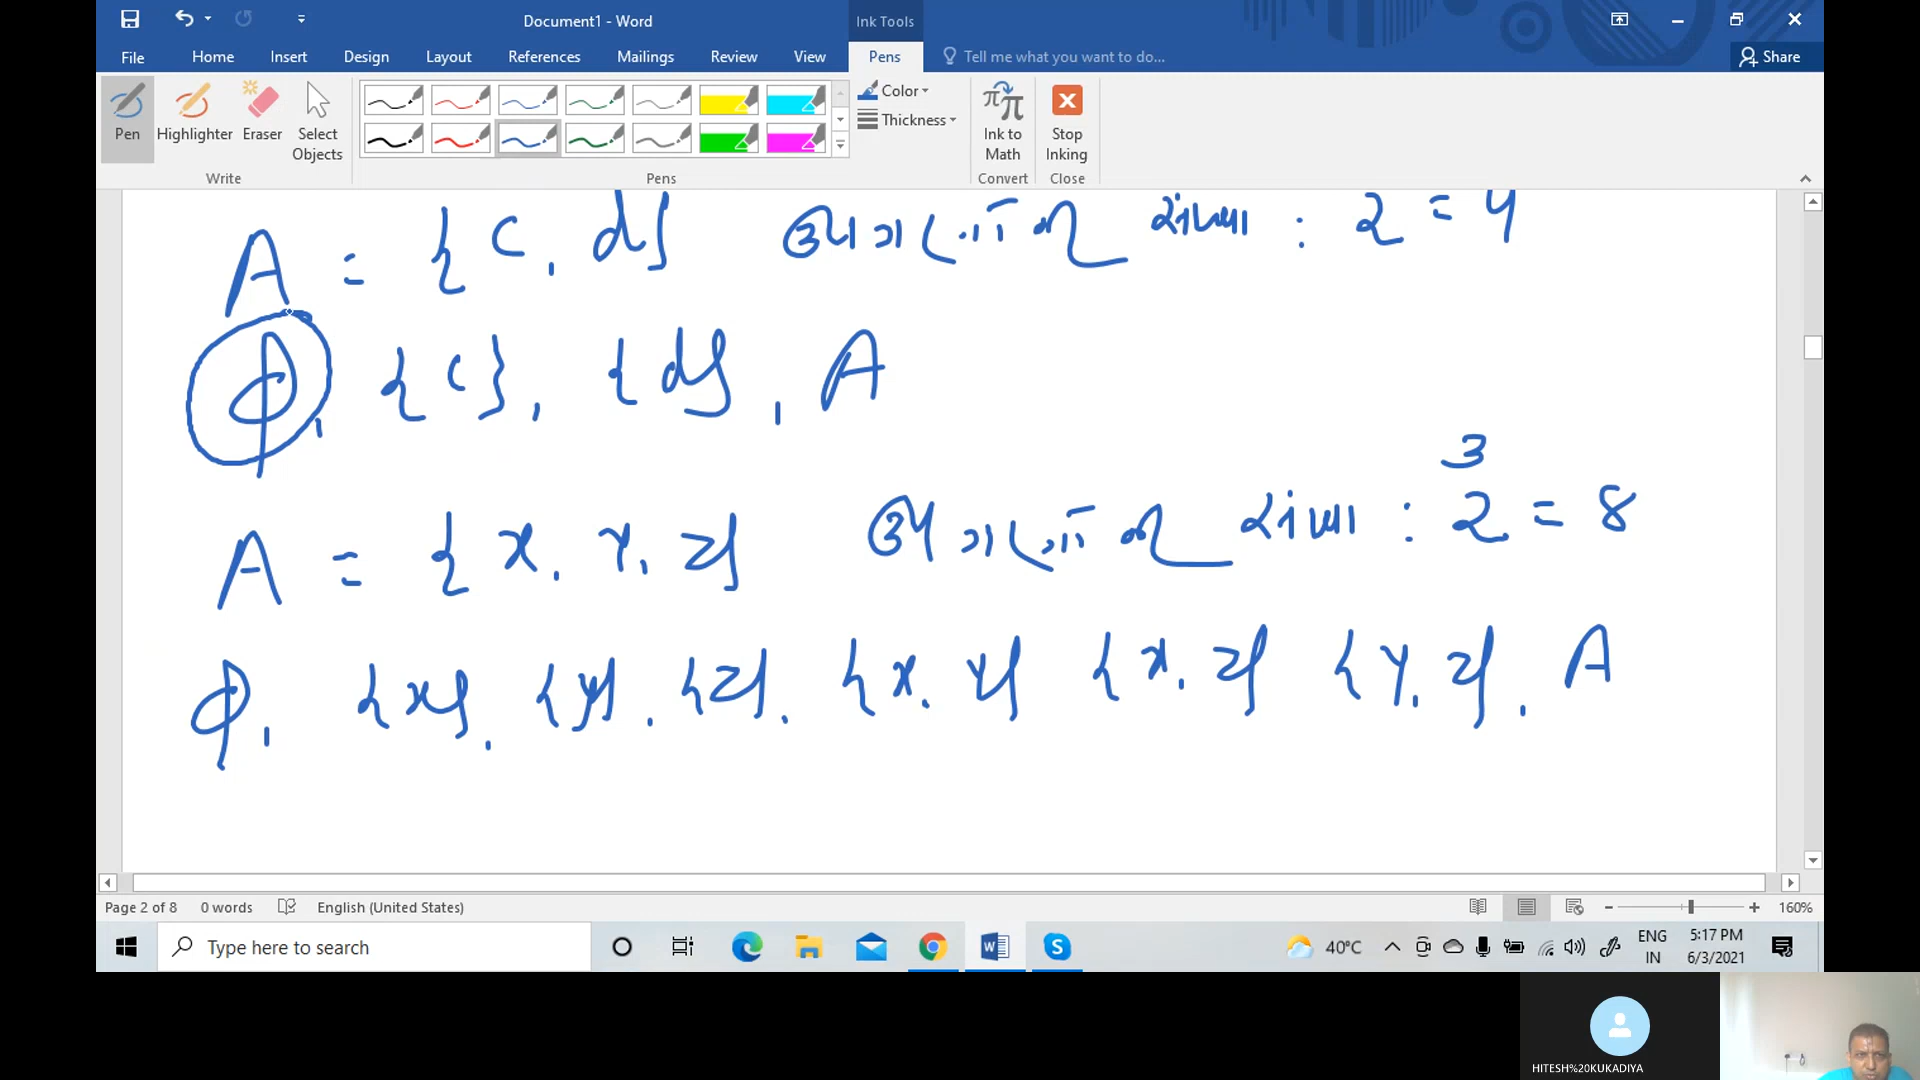 Document1 - Word
Ink Tools
File Home Insert Design Layout References Mailings Review View Pens Tell me what you want to do... Share
Pen Highlighter Eraser Select Objects
Color
Thickness
Ink to Math
Stop Inking
Write Pens Convert Close
A = { c, d} ઉપગણની સંખ્યા : 2 = 4
φ, { c }, { d}, A
A = { x, y, z} ઉપગણની સંખ્યા : 2³ = 8
φ, {x}, {y}, {z}, { x, y} { x, z} { y, z}, A
Page 2 of 8 0 words English (United States) 160%
Type here to search 40°C ENG 5:17 PM
IN 6/3/2021
HITESH%20KUKADIYA